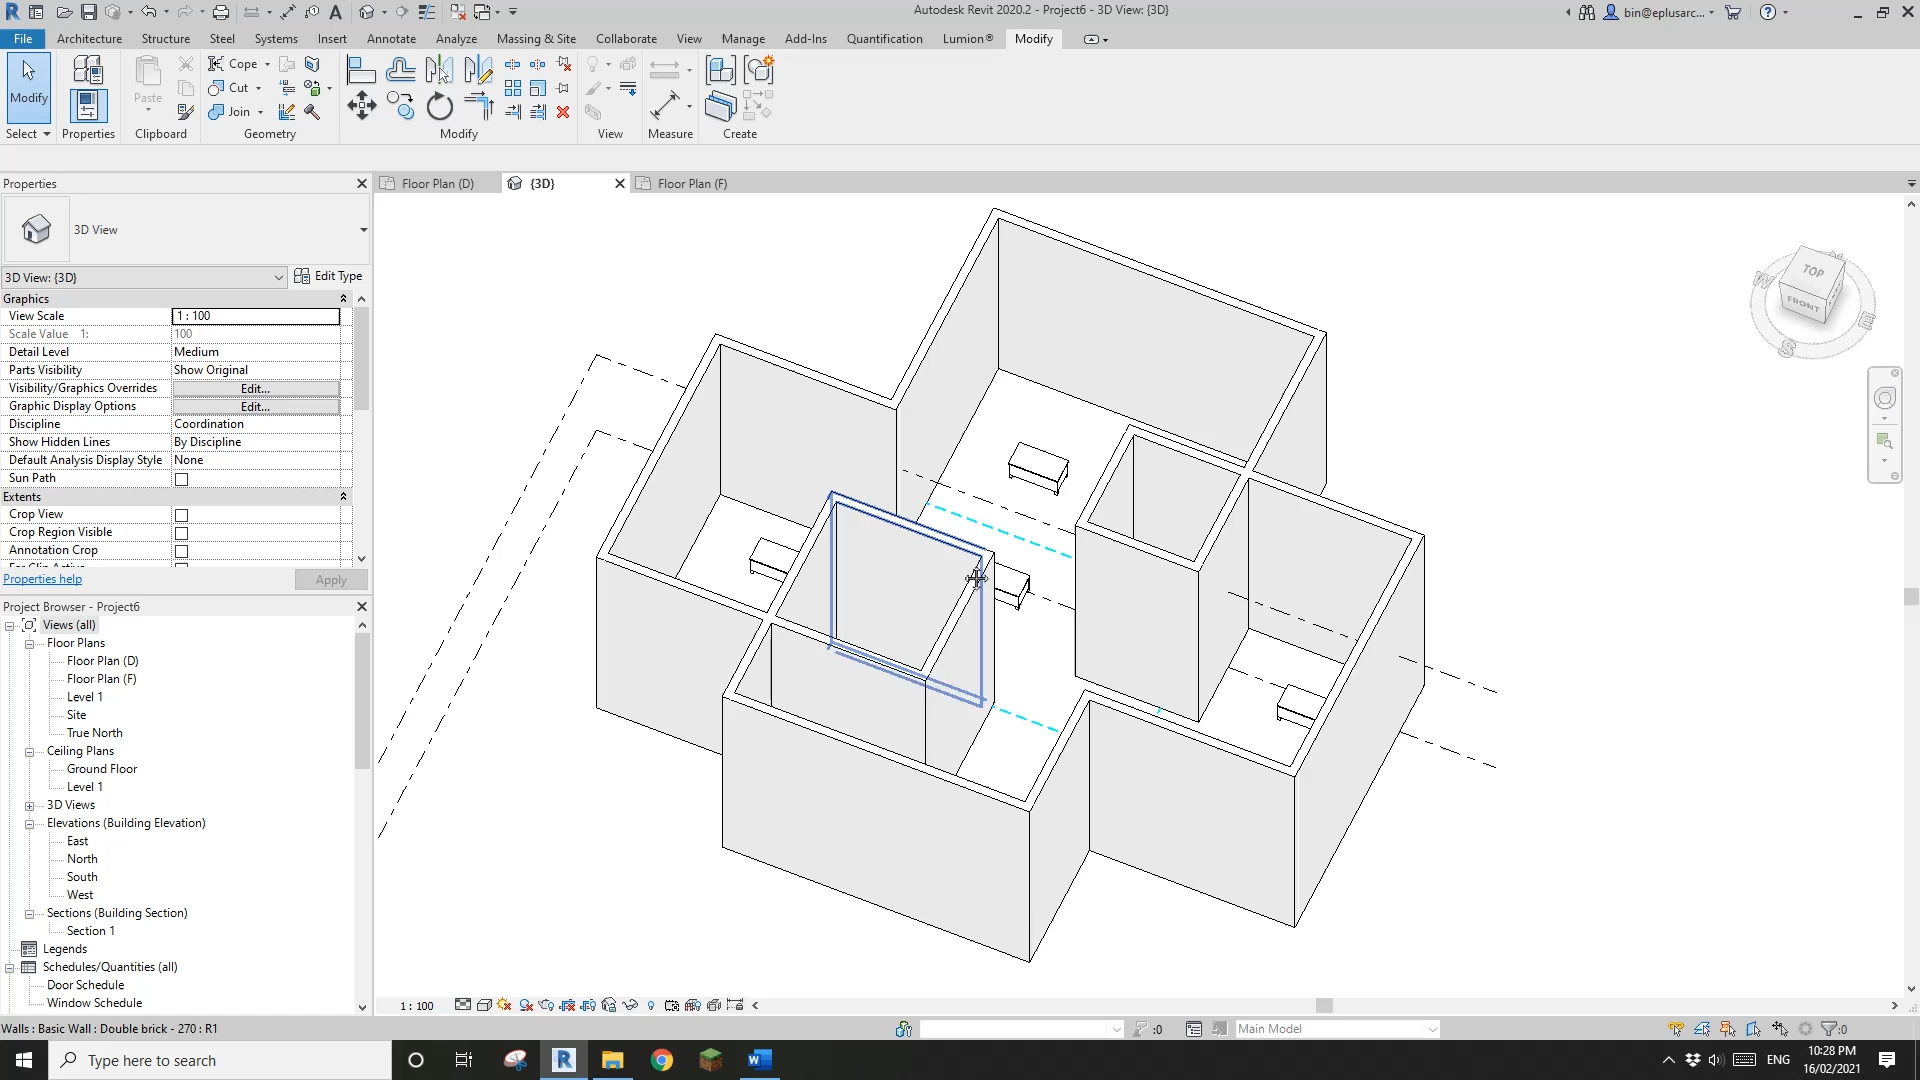 Autodesk Revit 2020.2 - Project6 - 3D View: {3D}
bin@eplusarc...
File Architecture Structure Steel Systems Insert Annotate Analyze Massing & Site Collaborate View Manage Add-Ins Quantification Lumion® Modify
Cope
Modify Paste Cut
Join
Select Properties Clipboard Geometry Modify View Measure Create
Properties
Floor Plan (D) {3D} Floor Plan (F)
3D View
3D View: {3D} Edit Type
Graphics
View Scale 1 : 100
Scale Value 1: 100
Detail Level Medium
Parts Visibility Show Original
Visibility/Graphics Overrides Edit...
Graphic Display Options Edit...
Discipline Coordination
Show Hidden Lines By Discipline
Default Analysis Display Style None
Sun Path
Extents
Crop View
Crop Region Visible
Annotation Crop
Properties help Apply
Project Browser - Project6
Views (all)
Floor Plans
Floor Plan (D)
Floor Plan (F)
Level 1
Site
True North
Ceiling Plans
Ground Floor
Level 1
3D Views
Elevations (Building Elevation)
East
North
South
West
Sections (Building Section)
Section 1
Legends
Schedules/Quantities (all)
Door Schedule
Window Schedule
TOP
FRONT
W
S
E
1 : 100
Walls : Basic Wall : Double brick - 270 : R1
:0
Main Model
:0
Type here to search
ENG
10:28 PM
16/02/2021